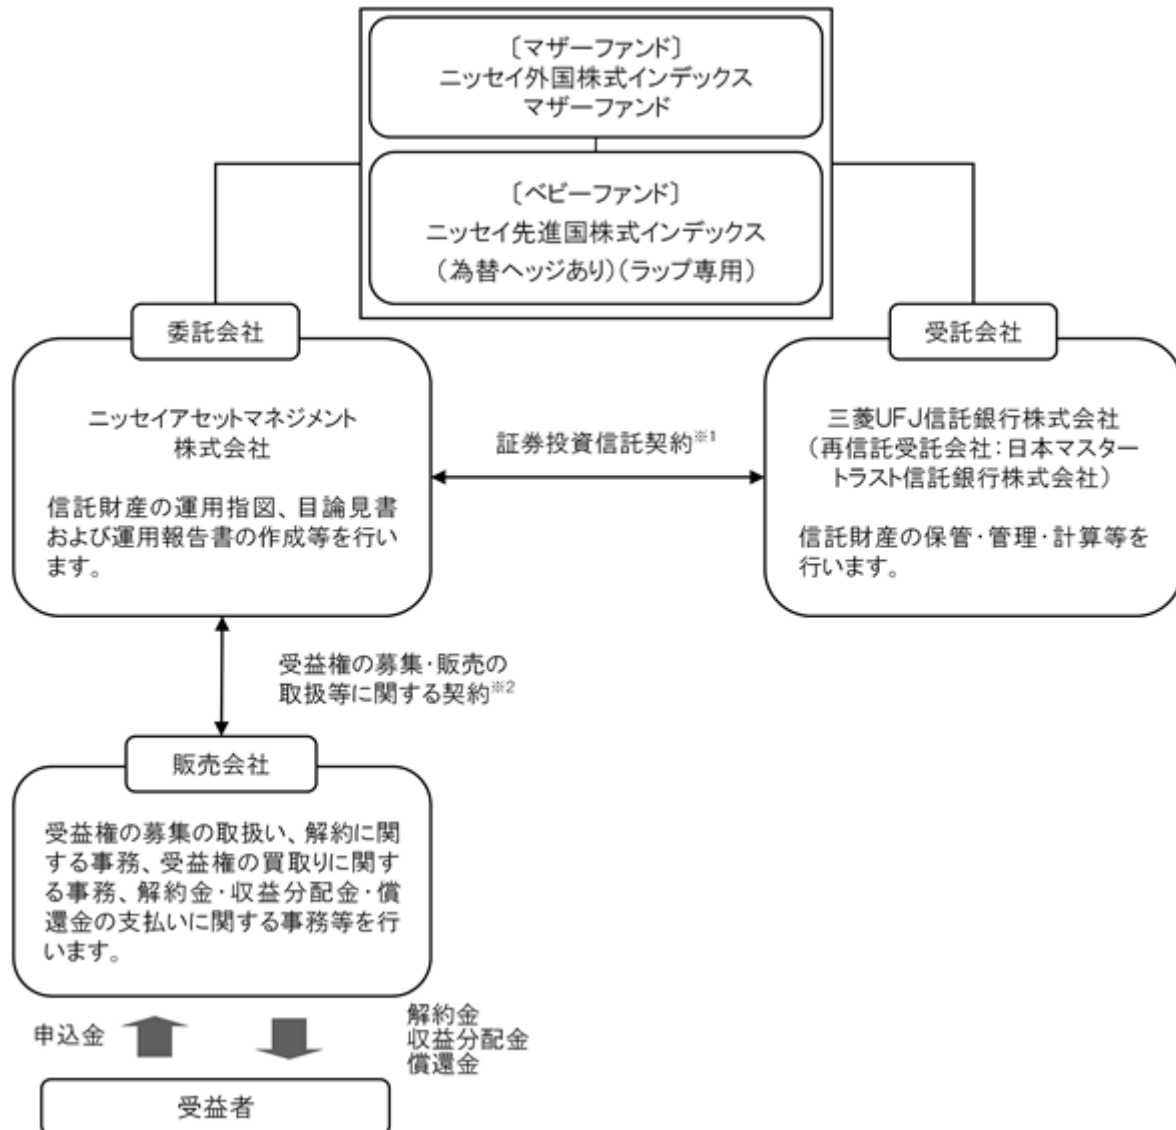 〔マザーファンド〕
ニッセイ外国株式インデックス
マザーファンド
〔ベビーファンド〕
ニッセイ先進国株式インデックス
（為替ヘッジあり）（ラップ専用）
委託会社
ニッセイアセットマネジメント
株式会社
信託財産の運用指図、目論見書
および運用報告書の作成等を行い
ます。
証券投資信託契約※1
受託会社
三菱UFJ信託銀行株式会社
（再信託受託会社：日本マスター
トラスト信託銀行株式会社）
信託財産の保管・管理・計算等を
行います。
受益権の募集・販売の
取扱等に関する契約※2
販売会社
受益権の募集の取扱い、解約に関
する事務、受益権の買取りに関す
る事務、解約金・収益分配金・償
還金の支払いに関する事務等を行
います。
申込金
解約金
収益分配金
償還金
受益者